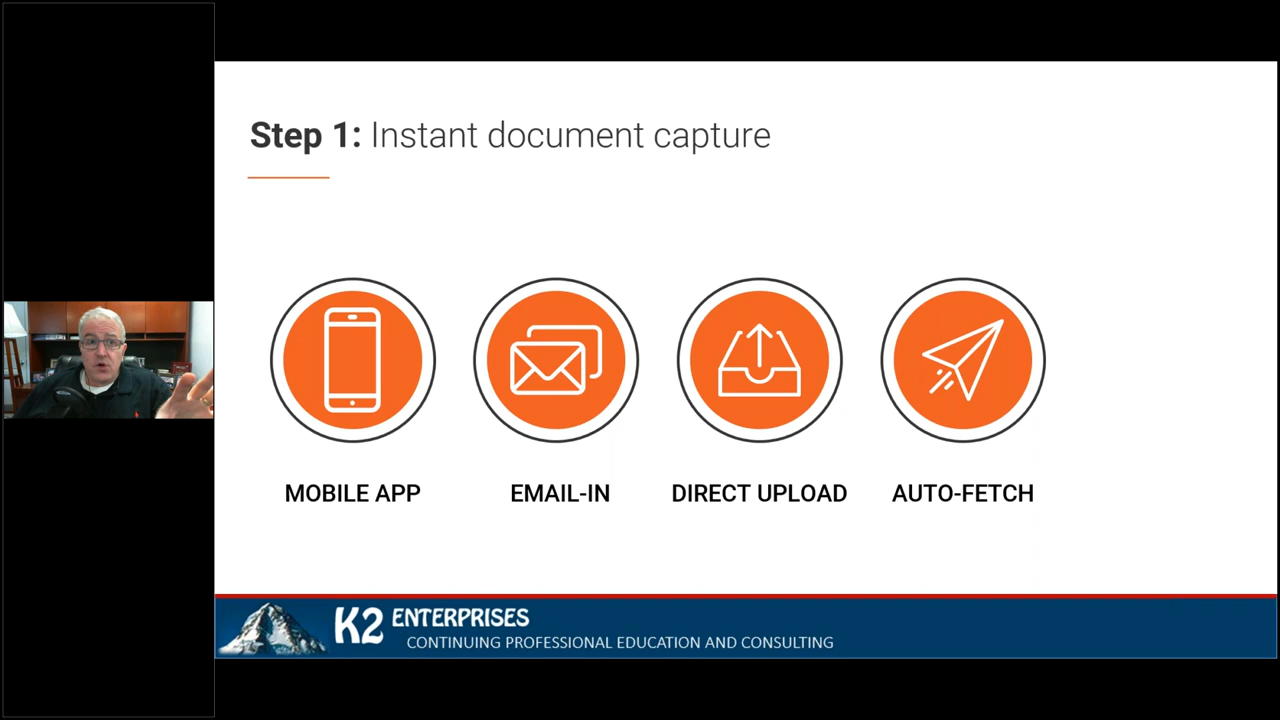 Step 1: Instant document capture
MOBILE APP
EMAIL-IN
DIRECT UPLOAD
AUTO-FETCH
K2 ENTERPRISES
CONTINUING PROFESSIONAL EDUCATION AND CONSULTING